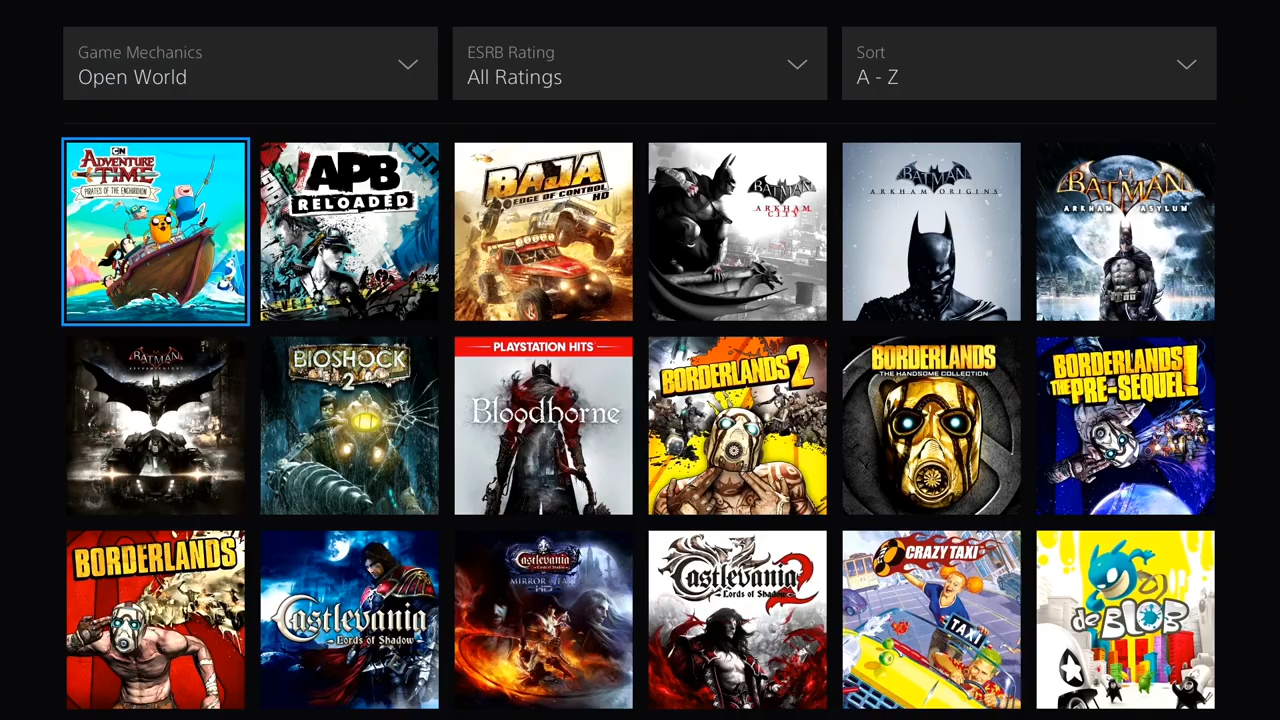 Game Mechanics
Open World
ESRB Rating
All Ratings
Sort
A - Z
CN
ADVENTURE
TIME
PIRATES OF THE ENCHIRIDION
APB
RELOADED
BAJA
EDGE OF CONTROL
HD
BATMAN
ARKHAM
CITY
BATMAN
ARKHAM ORIGINS
BATMAN
ARKHAM ASYLUM
BATMAN
ARKHAM KNIGHT
BIOSHOCK
2
PLAYSTATION HITS
Bloodborne
BORDERLANDS 2
BORDERLANDS
THE HANDSOME COLLECTION
BORDERLANDS
THE PRE-SEQUEL!
BORDERLANDS
Castlevania
Lords of Shadow
Castlevania
Lords of Shadow
MIRROR of FATE
HD
Castlevania 2
Lords of Shadow
CRAZY TAXI
TAXI
de BLOB